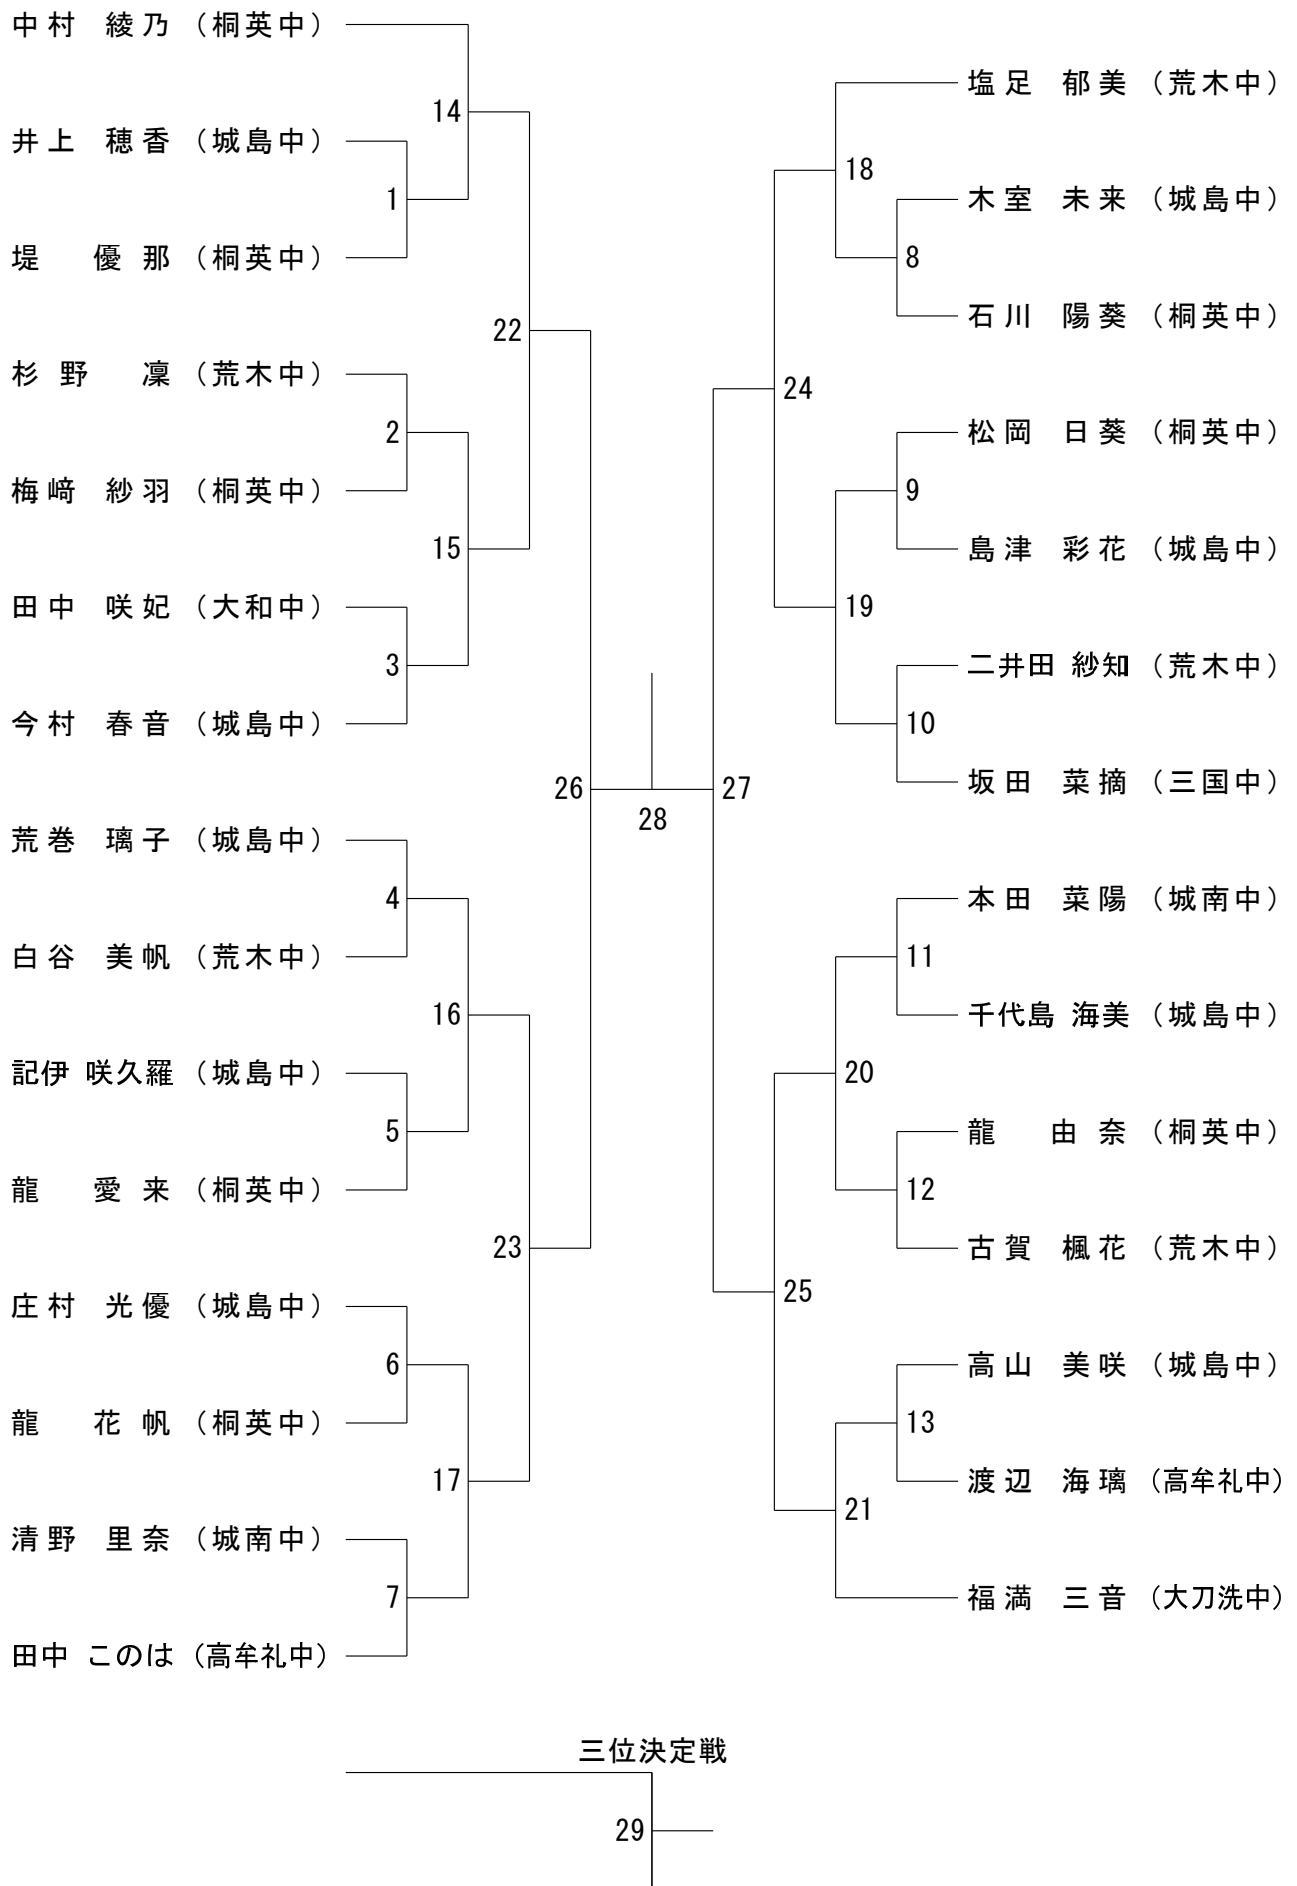 中村 綾乃 （桐英中）
14
井上 穂香 （城島中）
1
堤 優那 （桐英中）
22
杉野 凜 （荒木中）
2
梅﨑 紗羽 （桐英中）
15
田中 咲妃 （大和中）
3
今村 春音 （城島中）
26
荒巻 璃子 （城島中）
4
白谷 美帆 （荒木中）
16
記伊 咲久羅 （城島中）
5
龍 愛来 （桐英中）
23
庄村 光優 （城島中）
6
龍 花帆 （桐英中）
17
清野 里奈 （城南中）
7
田中 このは （高牟礼中）
28
塩足 郁美 （荒木中）
18
木室 未来 （城島中）
8
石川 陽葵 （桐英中）
24
松岡 日葵 （桐英中）
9
島津 彩花 （城島中）
19
二井田 紗知 （荒木中）
10
坂田 菜摘 （三国中）
27
本田 菜陽 （城南中）
11
千代島 海美 （城島中）
20
龍 由奈 （桐英中）
12
古賀 楓花 （荒木中）
25
高山 美咲 （城島中）
13
渡辺 海璃 （高牟礼中）
21
福満 三音 （大刀洗中）
三位決定戦
29